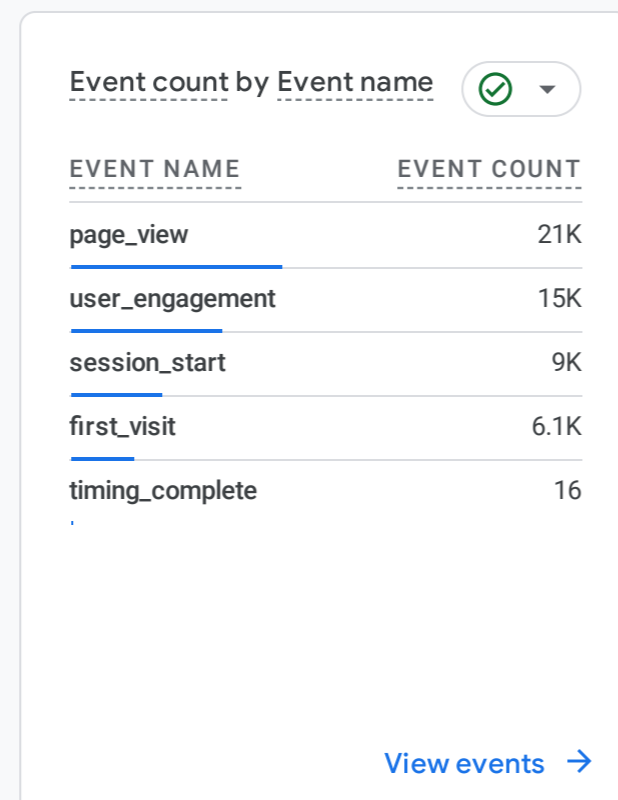 Event count by Event name
EVENT NAME EVENT COUNT
page_view 21K
user_engagement 15K
session_start 9K
first_visit 6.1K
timing_complete 16
View events